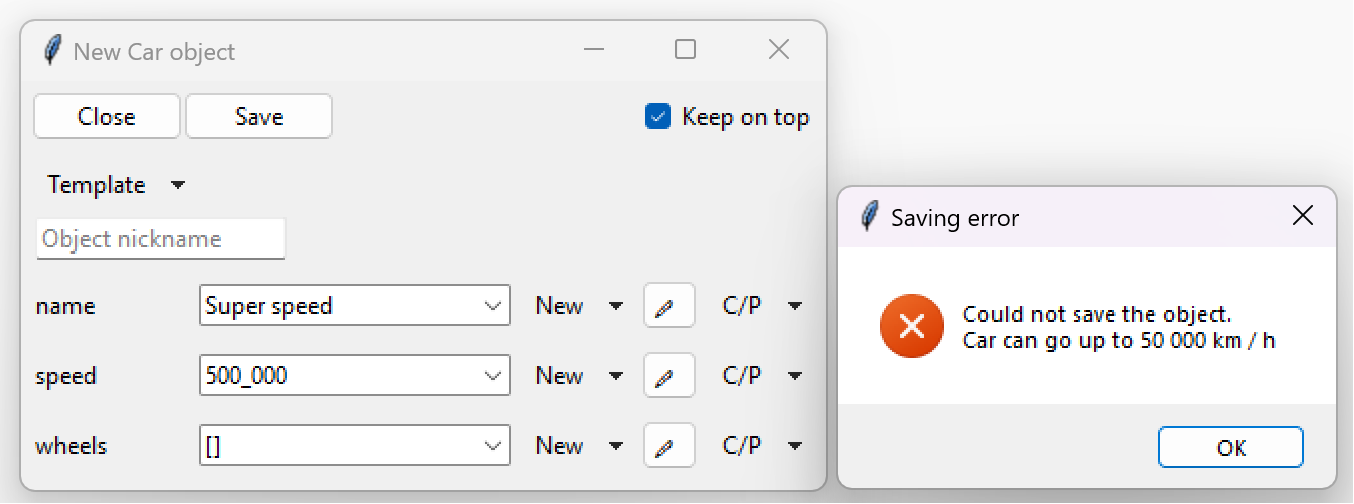 New Car object
Close Save Keep on top
Template
Object nickname
name Super speed New C/P
speed 500_000 New C/P
wheels [] New C/P
Saving error
Could not save the object.
Car can go up to 50 000 km / h
OK